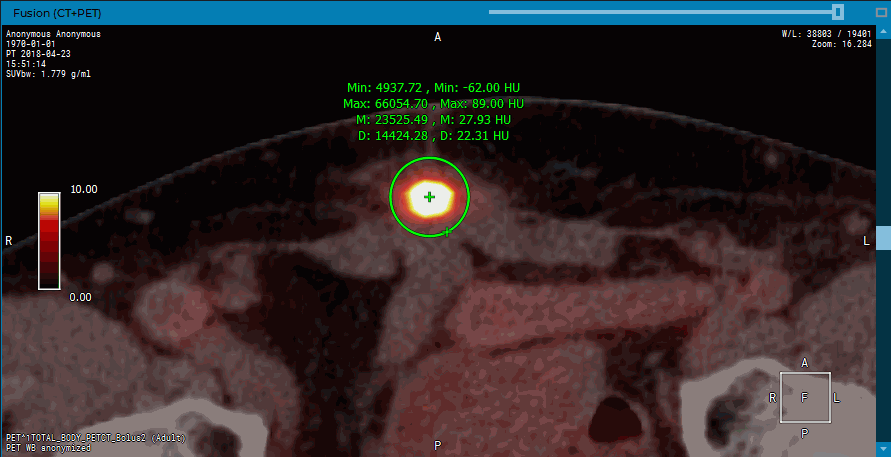 Fusion (CT+PET)
Anonymous Anonymous
1970-01-01
PT 2018-04-23
15:51:14
SUVbw: 1.779 g/ml
A
W/L: 38803 / 19401
Zoom: 16.284
Min: 4937.72 , Min: -62.00 HU
Max: 66054.70 , Max: 89.00 HU
M: 23525.49 , M: 27.93 HU
D: 14424.28 , D: 22.31 HU
10.00
R
L
0.00
A
R F L
P
PET^1TOTAL_BODY_PETCT_Bolus2 (Adult)
PET WB anonymized
P